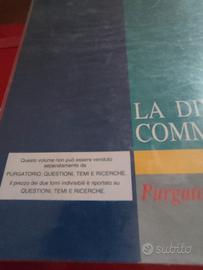 LA DI
COMM
Questo volume non può essere venduto
separatamente da
PURGATORIO: QUESTIONI, TEMI E RICERCHE.
Il prezzo dei due tomi indivisibili è riportato su
QUESTIONI, TEMI E RICERCHE.
Purgato
subito